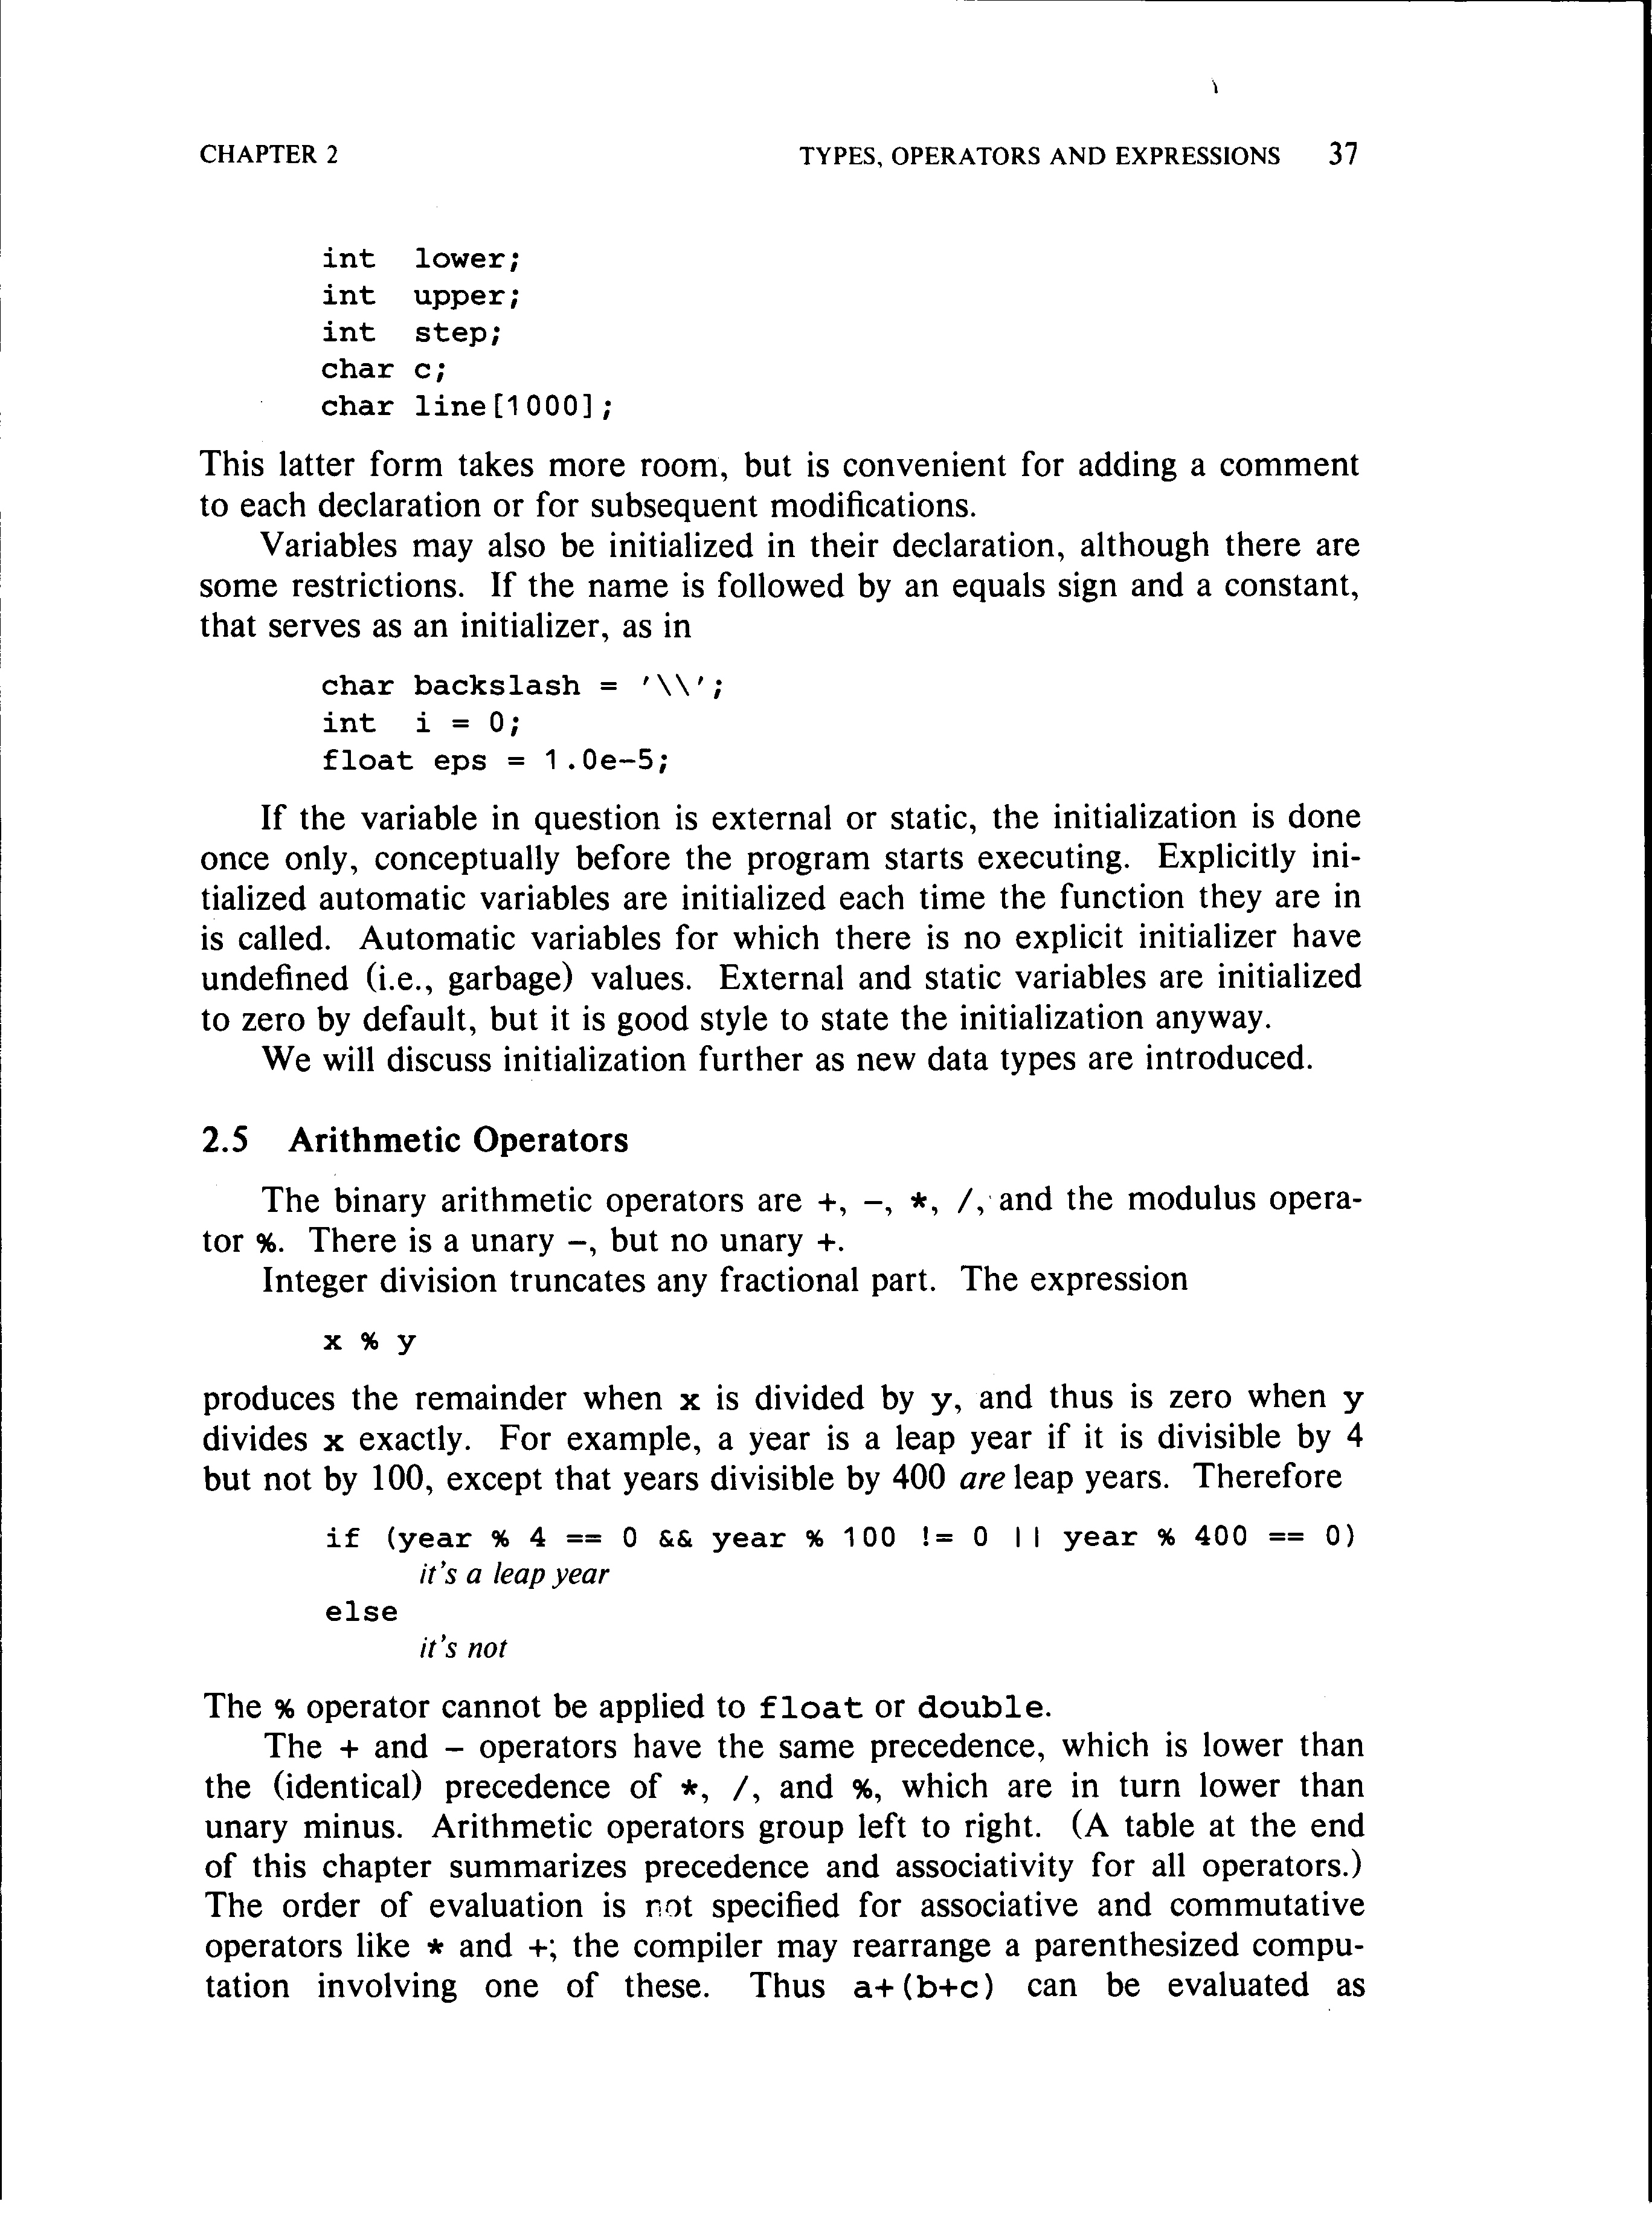 CHAPTER 2 TYPES, OPERATORS AND EXPRESSIONS 37
int lower;
int upper;
int step;
char c;
char line[1000];
This latter form takes more room, but is convenient for adding a comment
to each declaration or for subsequent modifications.
Variables may also be initialized in their declaration, although there are
some restrictions. If the name is followed by an equals sign and a constant,
that serves as an initializer, as in
char backslash = '\\';
int i = 0;
float eps = 1.0e-5;
If the variable in question is external or static, the initialization is done
once only, conceptually before the program starts executing. Explicitly ini-
tialized automatic variables are initialized each time the function they are in
is called. Automatic variables for which there is no explicit initializer have
undefined (i.e., garbage) values. External and static variables are initialized
to zero by default, but it is good style to state the initialization anyway.
We will discuss initialization further as new data types are introduced.
2.5 Arithmetic Operators
The binary arithmetic operators are +, −, *, /, and the modulus opera-
tor %. There is a unary −, but no unary +.
Integer division truncates any fractional part. The expression
x % y
produces the remainder when x is divided by y, and thus is zero when y
divides x exactly. For example, a year is a leap year if it is divisible by 4
but not by 100, except that years divisible by 400 are leap years. Therefore
if (year % 4 == 0 && year % 100 != 0 || year % 400 == 0)
it's a leap year
else
it's not
The % operator cannot be applied to float or double.
The + and − operators have the same precedence, which is lower than
the (identical) precedence of *, /, and %, which are in turn lower than
unary minus. Arithmetic operators group left to right. (A table at the end
of this chapter summarizes precedence and associativity for all operators.)
The order of evaluation is not specified for associative and commutative
operators like * and +; the compiler may rearrange a parenthesized compu-
tation involving one of these. Thus a+(b+c) can be evaluated as